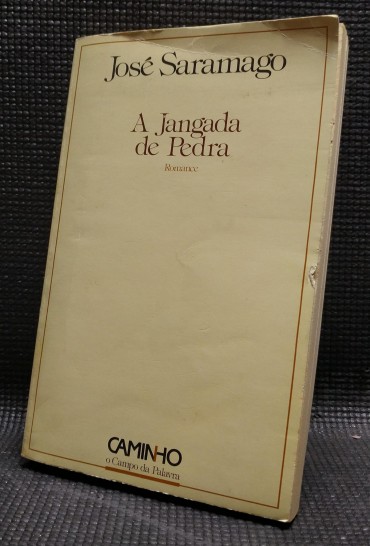 José Saramago
A Jangada
de Pedra
Romance
CAMINHO
o Campo da Palavra